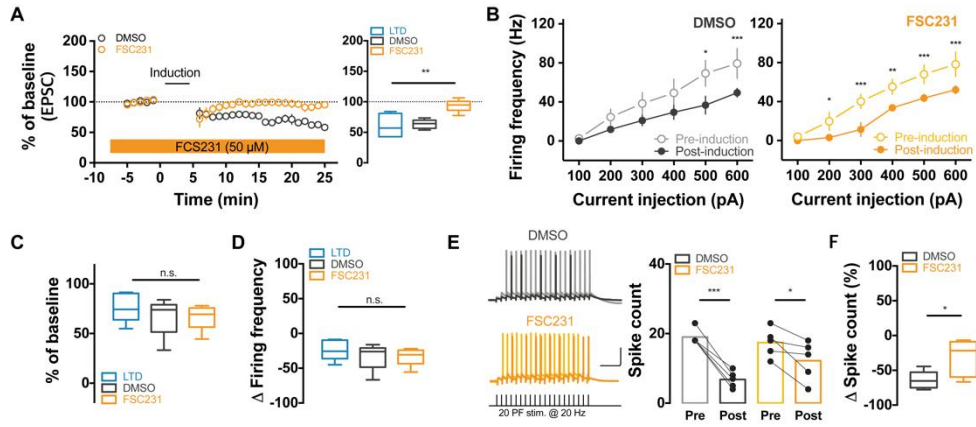 A
% of baseline
(EPSC)
200
150
100
50
0
DMSO
FSC231
Induction
FCS231 (50 µM)
-10 -5 0 5 10 15 20 25
Time (min)
LTD
DMSO
FSC231
200
150
100
50
0
**
B
DMSO
FSC231
Firing frequency (Hz)
120
80
40
0
* ***
Pre-induction
Post-induction
100 200 300 400 500 600
Current injection (pA)
120
80
40
0
* *** ** *** ***
Pre-induction
Post-induction
100 200 300 400 500 600
Current injection (pA)
C
% of baseline
100
50
0
n.s.
LTD
DMSO
FSC231
D
Δ Firing frequency
LTD
DMSO
FSC231
100
50
0
-50
-100
n.s.
E
DMSO
FSC231
20 PF stim. @ 20 Hz
Spike count
40
20
0
DMSO
FSC231
*** *
Pre Post Pre Post
F
Δ Spike count (%)
DMSO
FSC231
100
50
0
-50
-100
*